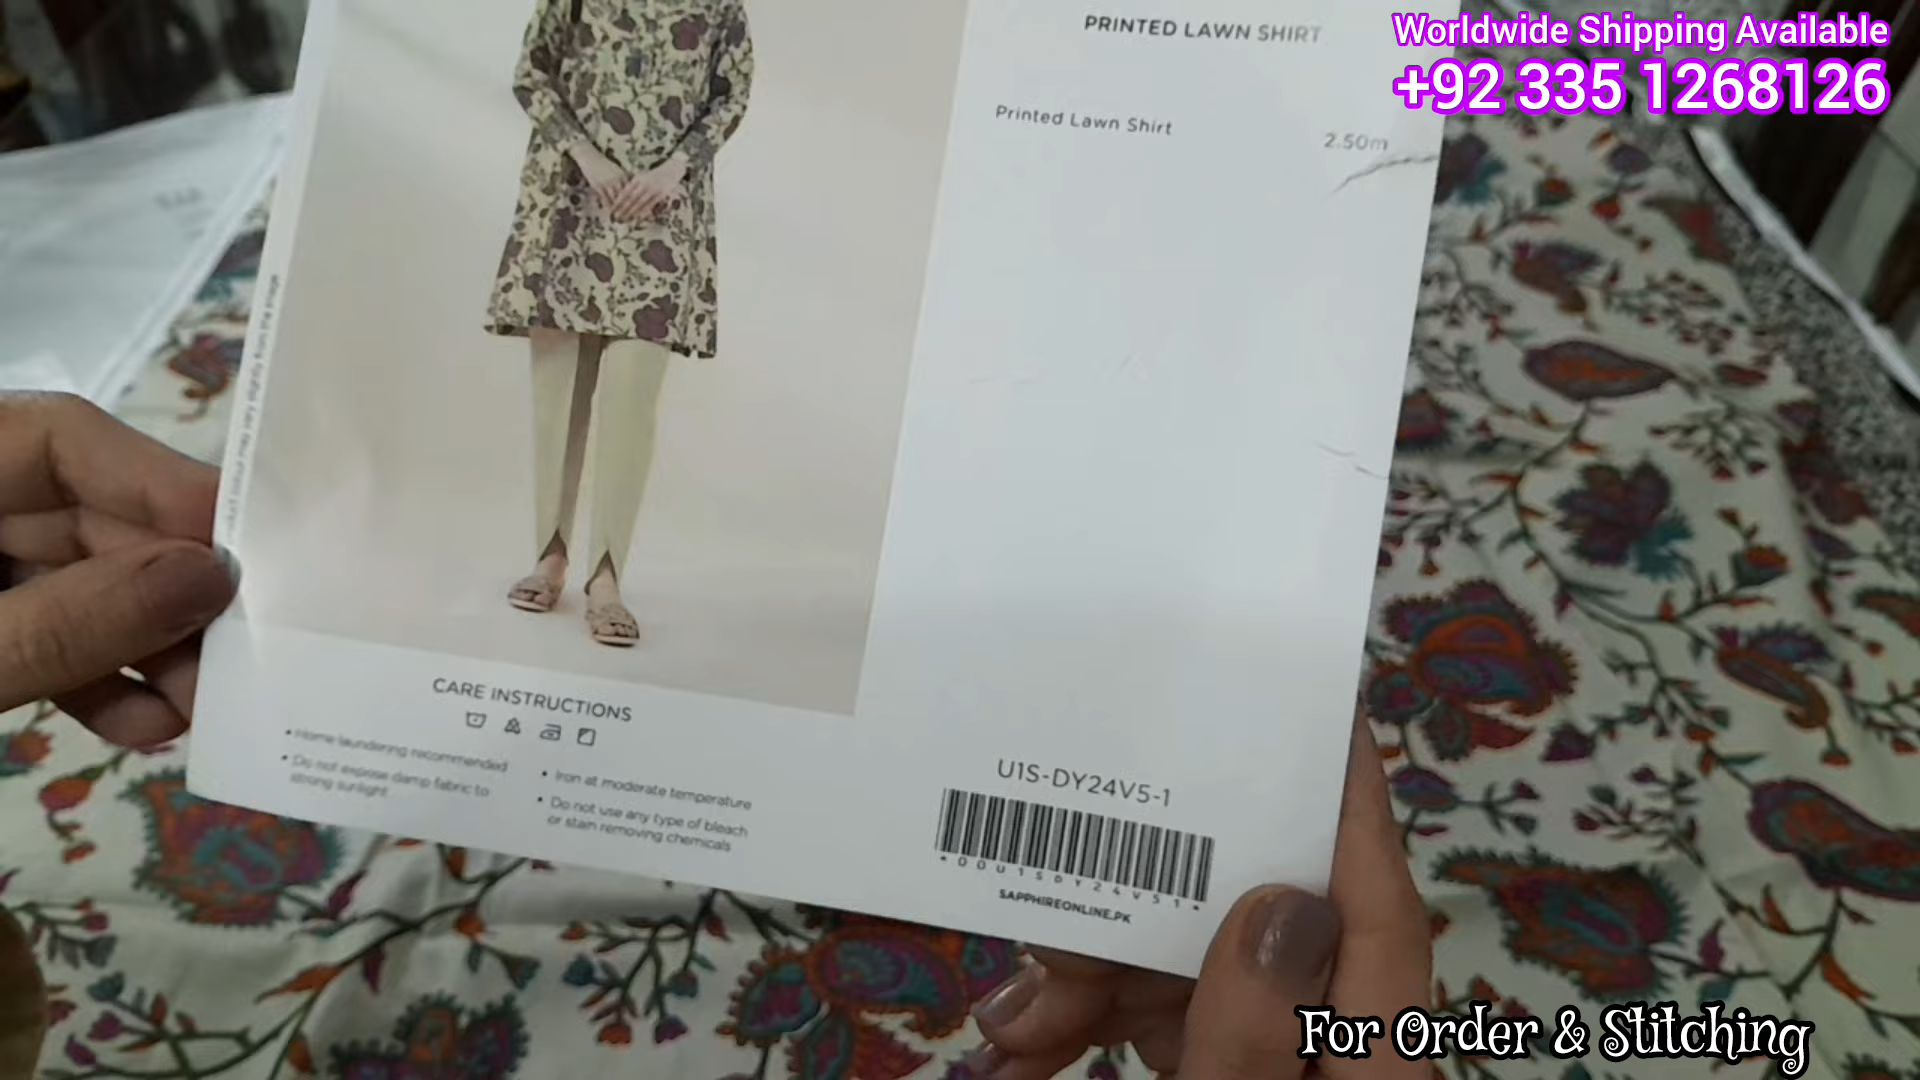 Worldwide Shipping Available
+92 335 1268126
PRINTED LAWN SHIRT
Printed Lawn Shirt 2.50m
CARE INSTRUCTIONS
• Home laundering recommended
• Do not expose damp fabric to
strong sunlight
• Iron at moderate temperature
• Do not use any type of bleach
or stain removing chemicals
U1S-DY24V5-1
*00U1SDY24V51*
SAPPHIREONLINE.PK
For Order & Stitching